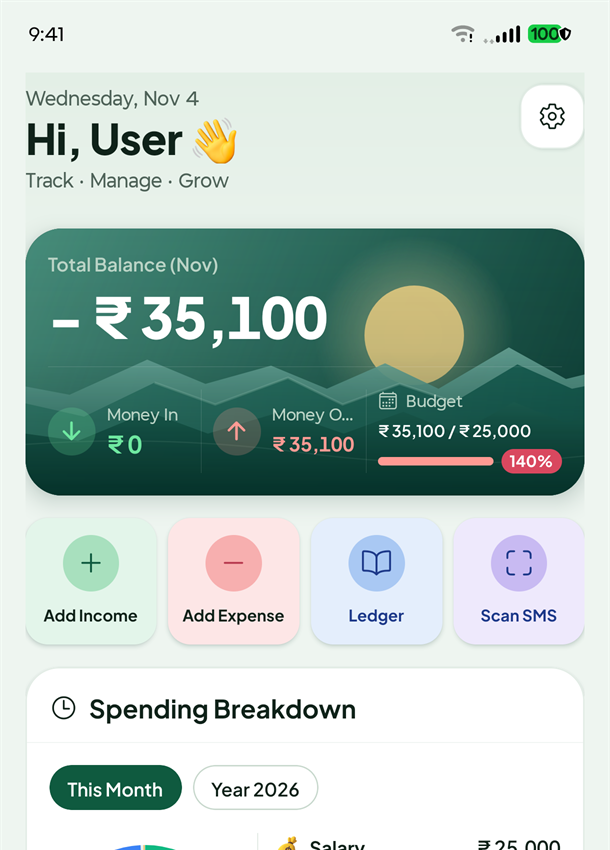 9:41
100
Wednesday, Nov 4
Hi, User 👋
Track · Manage · Grow
Total Balance (Nov)
– ₹ 35,100
Money In
₹ 0
Money O...
₹ 35,100
Budget
₹ 35,100 / ₹ 25,000
140%
Add Income
Add Expense
Ledger
Scan SMS
Spending Breakdown
This Month
Year 2026
Salary
₹ 25,000